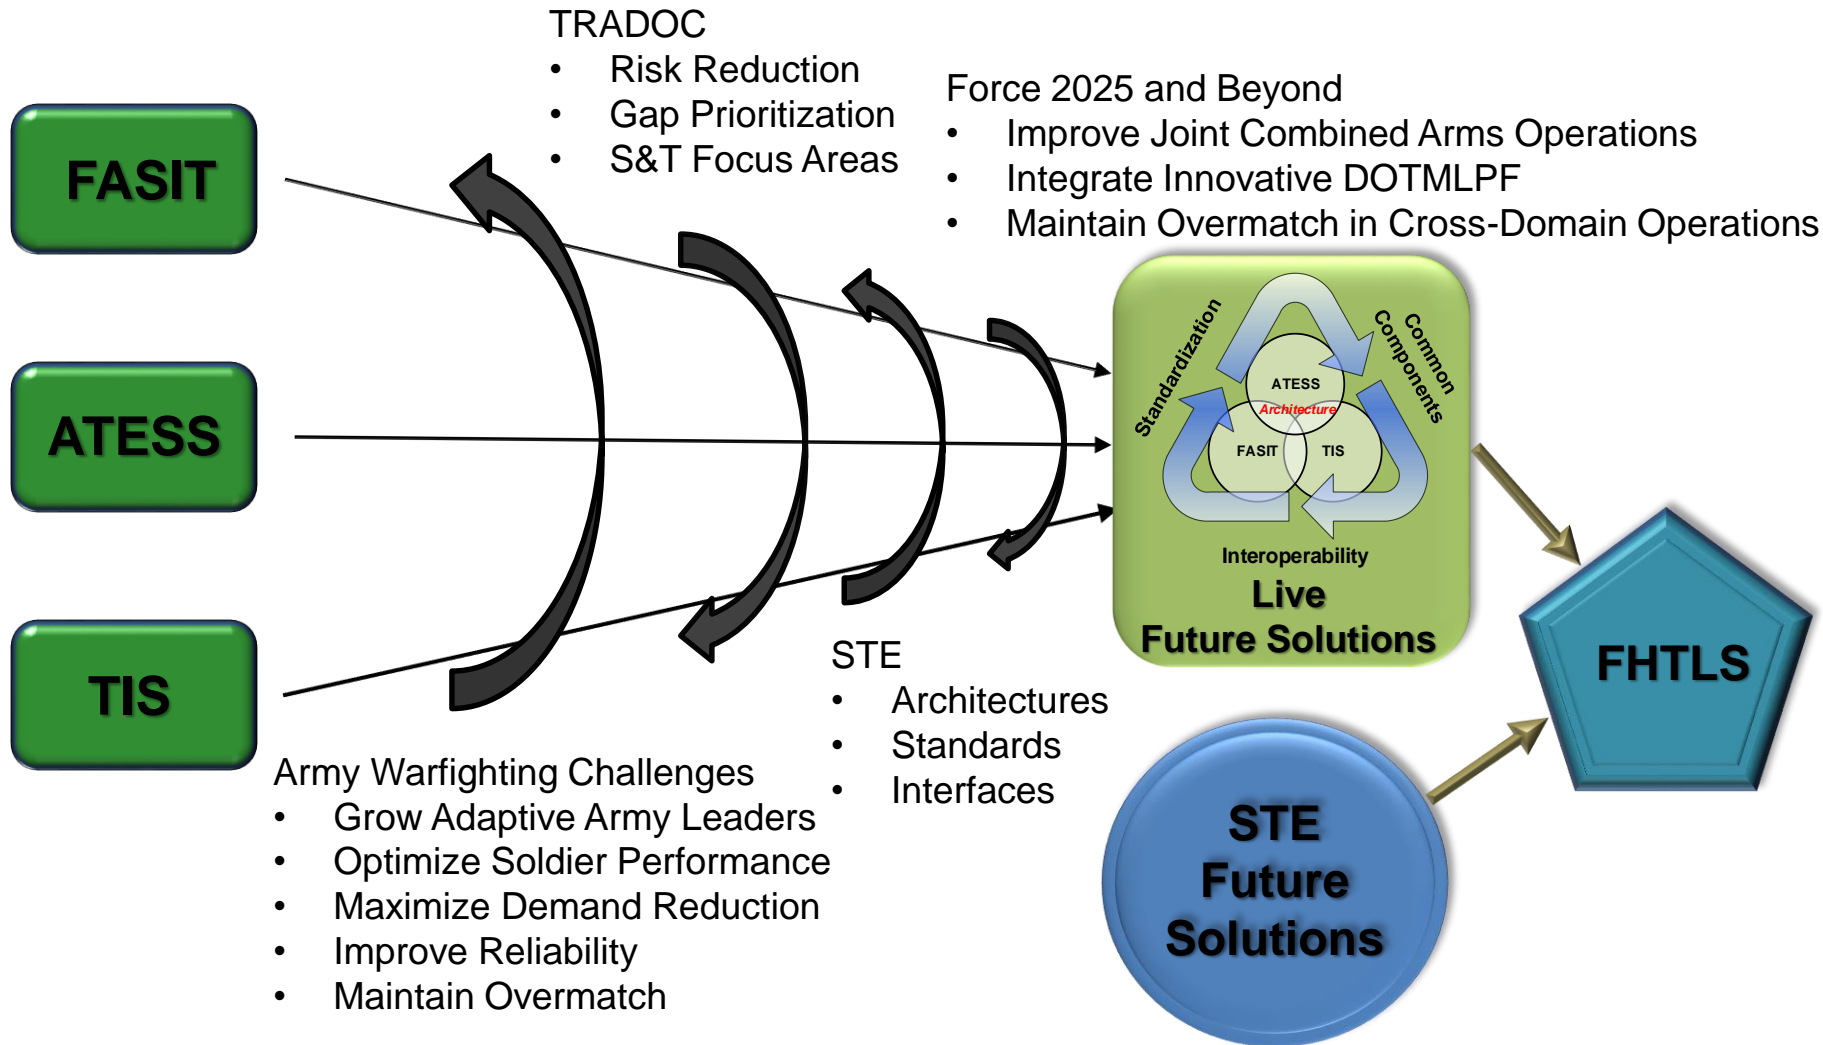 TRADOC
• Risk Reduction
• Gap Prioritization
• S&T Focus Areas
Force 2025 and Beyond
• Improve Joint Combined Arms Operations
• Integrate Innovative DOTMLPF
• Maintain Overmatch in Cross-Domain Operations
FASIT
ATESS
TIS
Standardization
Common
Components
ATESS
Architecture
FASIT
TIS
Interoperability
Live
Future Solutions
STE
• Architectures
• Standards
• Interfaces
Army Warfighting Challenges
• Grow Adaptive Army Leaders
• Optimize Soldier Performance
• Maximize Demand Reduction
• Improve Reliability
• Maintain Overmatch
STE
Future
Solutions
FHTLS